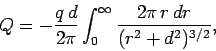 Q = -\frac{q\,d}{2\pi} \int_0^\infty \frac{2\pi\,r\,dr}{(r^2 + d^2)^{3/2}},